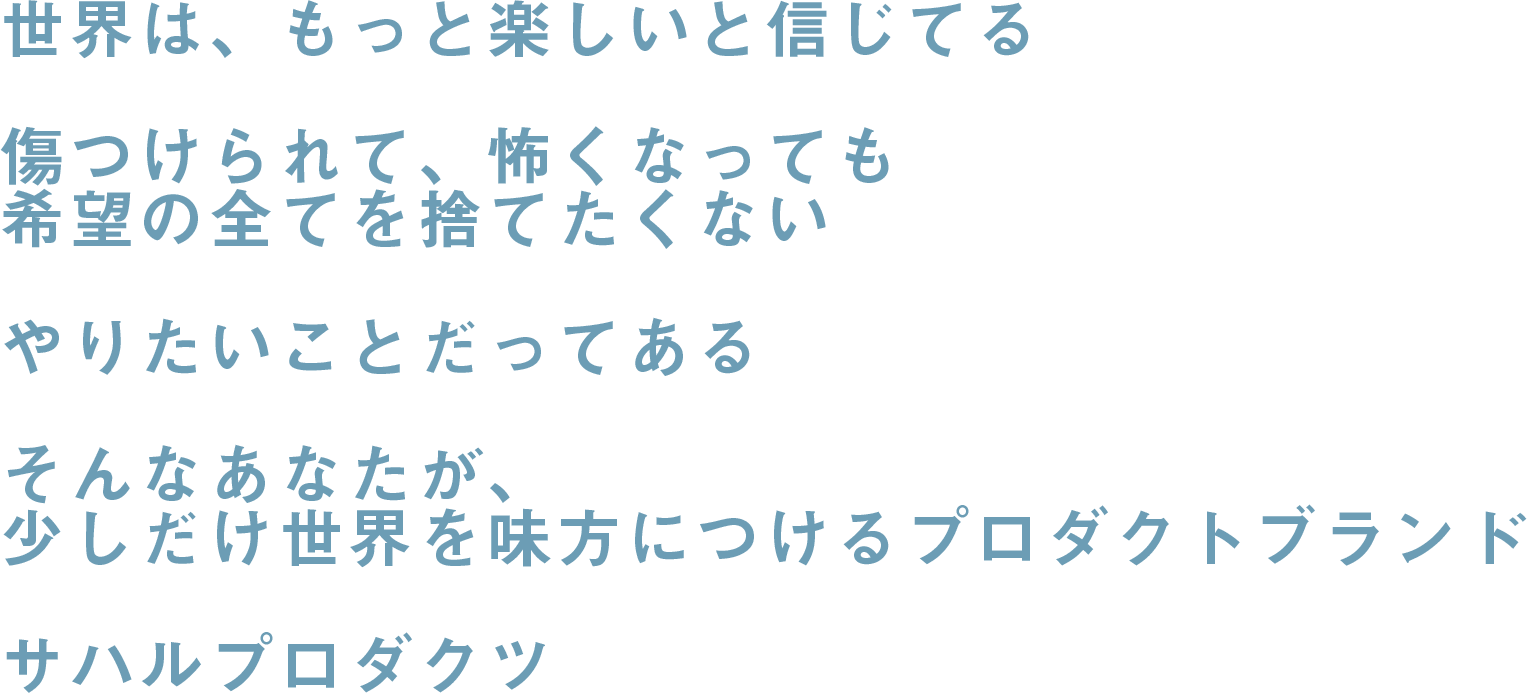 世界は、もっと楽しいと信じてる
傷つけられて、怖くなっても
希望の全てを捨てたくない
やりたいことだってある
そんなあなたが、
少しだけ世界を味方につけるプロダクトブランド
サハルプロダクツ